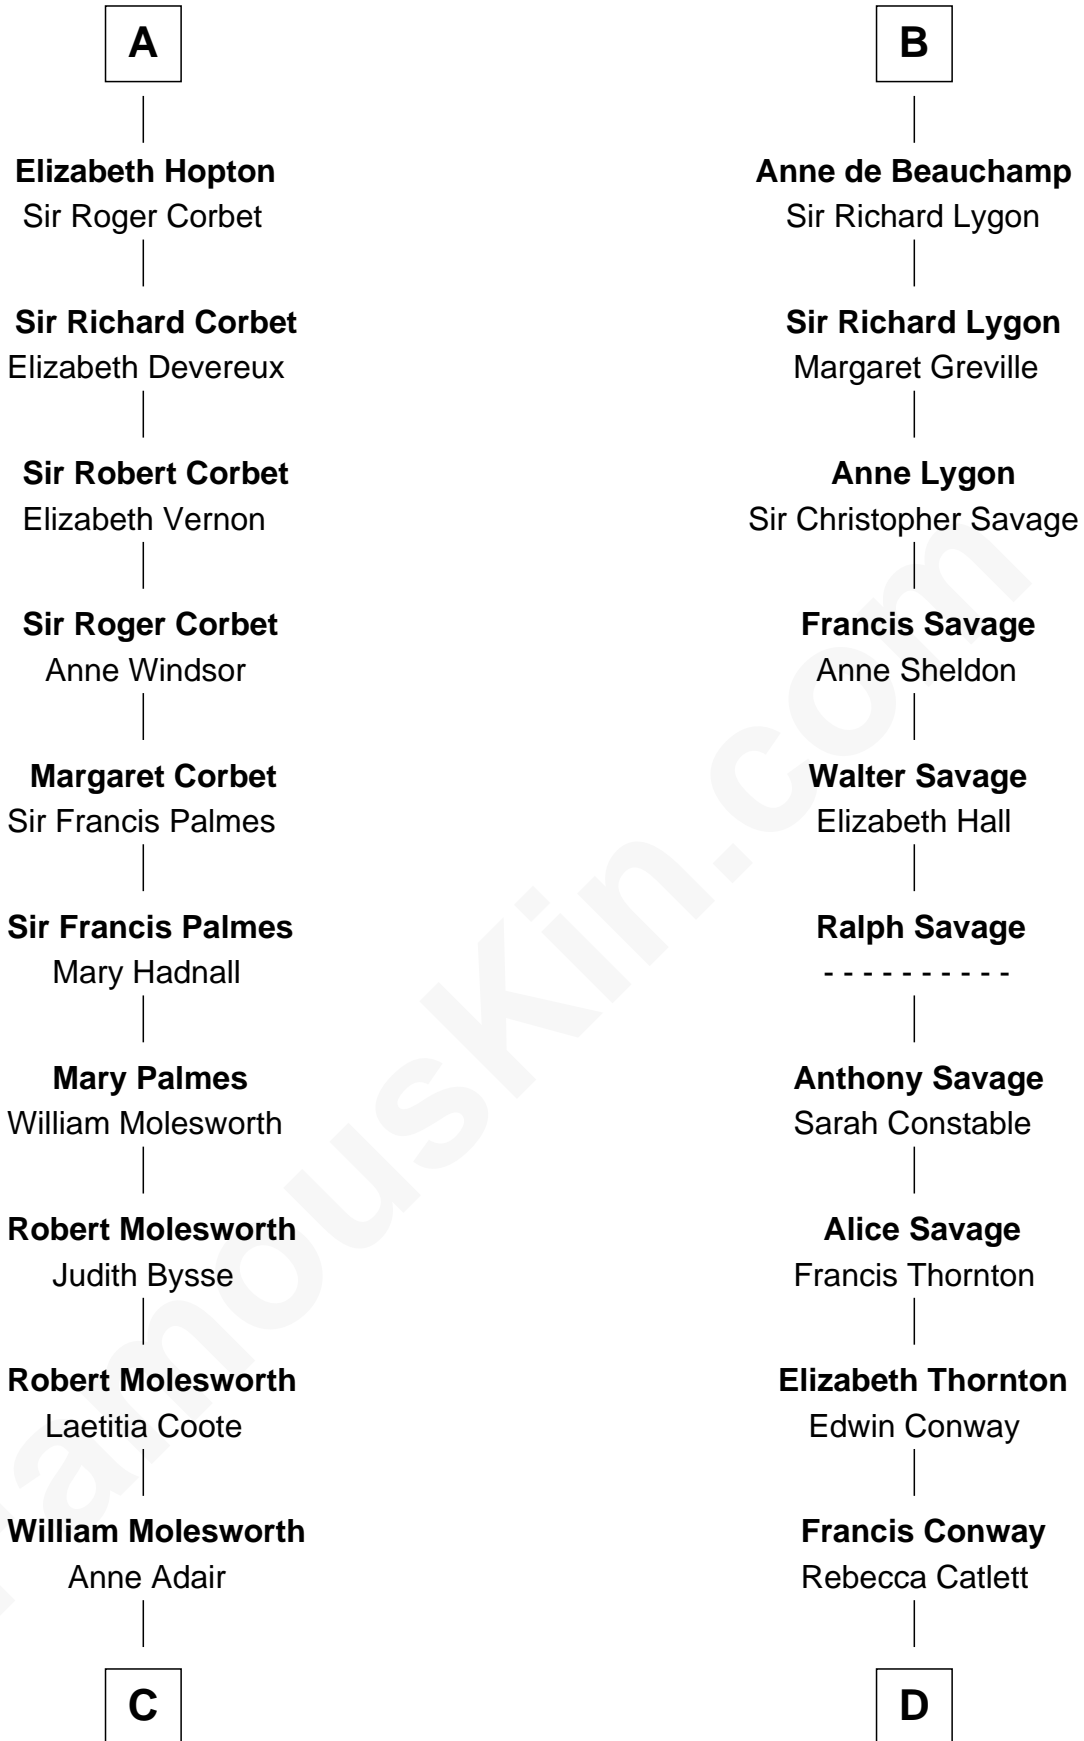 A
Elizabeth Hopton
Sir Roger Corbet
Sir Richard Corbet
Elizabeth Devereux
Sir Robert Corbet
Elizabeth Vernon
Sir Roger Corbet
Anne Windsor
Margaret Corbet
Sir Francis Palmes
Sir Francis Palmes
Mary Hadnall
Mary Palmes
William Molesworth
Robert Molesworth
Judith Bysse
Robert Molesworth
Laetitia Coote
William Molesworth
Anne Adair
C
B
Anne de Beauchamp
Sir Richard Lygon
Sir Richard Lygon
Margaret Greville
Anne Lygon
Sir Christopher Savage
Francis Savage
Anne Sheldon
Walter Savage
Elizabeth Hall
Ralph Savage
- - - - - - - - - -
Anthony Savage
Sarah Constable
Alice Savage
Francis Thornton
Elizabeth Thornton
Edwin Conway
Francis Conway
Rebecca Catlett
D
FamousKin.com